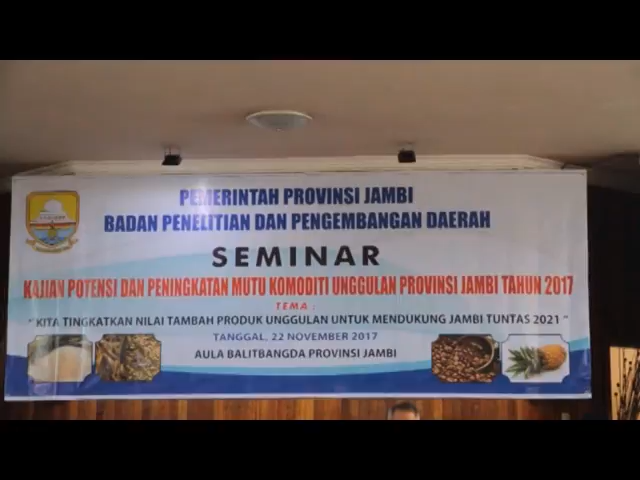 PEMERINTAH PROVINSI JAMBI
BADAN PENELITIAN DAN PENGEMBANGAN DAERAH
SEMINAR
KAJIAN POTENSI DAN PENINGKATAN MUTU KOMODITI UNGGULAN PROVINSI JAMBI TAHUN 2017
TEMA :
"KITA TINGKATKAN NILAI TAMBAH PRODUK UNGGULAN UNTUK MENDUKUNG JAMBI TUNTAS 2021"
TANGGAL, 22 NOVEMBER 2017
AULA BALITBANGDA PROVINSI JAMBI